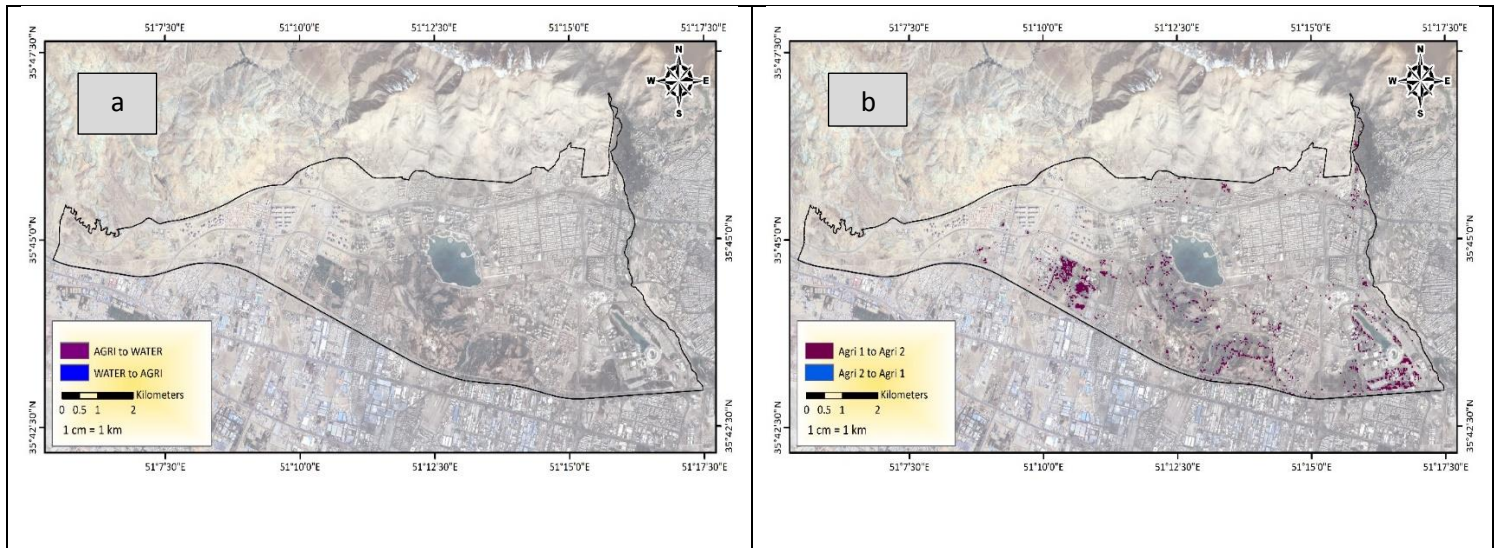 51°7'30"E 51°10'0"E 51°12'30"E 51°15'0"E 51°17'30"E
35°47'30"N
35°45'0"N
35°42'30"N
35°47'30"N
35°45'0"N
35°42'30"N
a
N
W E
S
AGRI to WATER
WATER to AGRI
Kilometers
0 0.5 1 2
1 cm = 1 km
51°7'30"E 51°10'0"E 51°12'30"E 51°15'0"E 51°17'30"E
51°7'30"E 51°10'0"E 51°12'30"E 51°15'0"E 51°17'30"E
35°47'30"N
35°45'0"N
35°42'30"N
35°47'30"N
35°45'0"N
35°42'30"N
b
N
W E
S
Agri 1 to Agri 2
Agri 2 to Agri 1
Kilometers
0 0.5 1 2
1 cm = 1 km
51°7'30"E 51°10'0"E 51°12'30"E 51°15'0"E 51°17'30"E